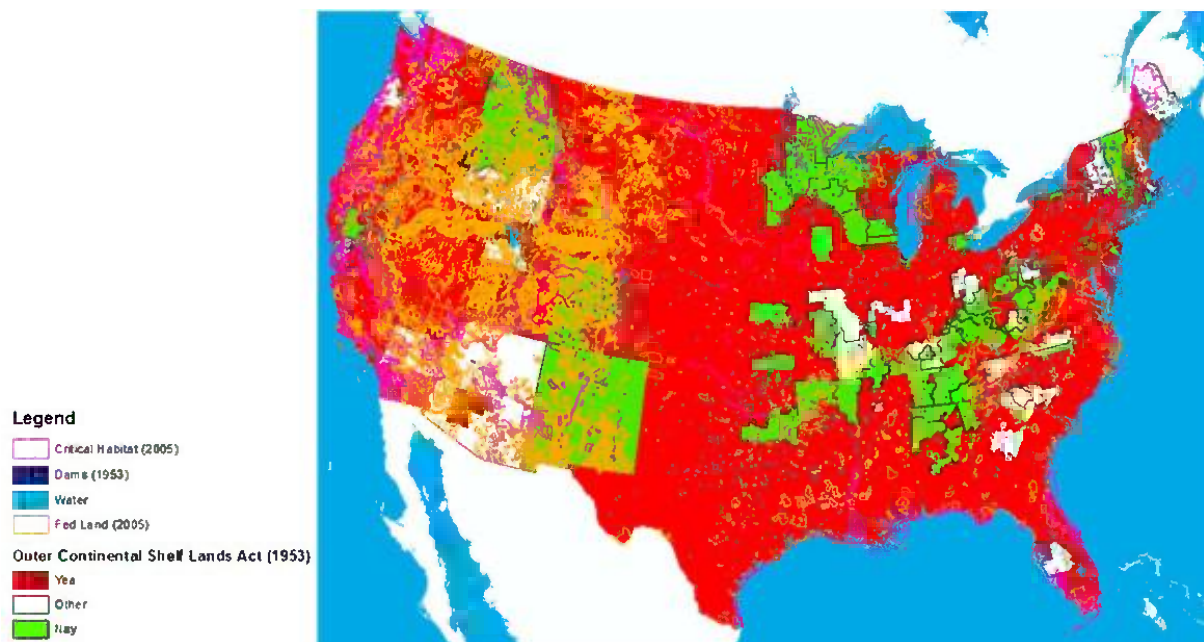 Legend
Critical Habitat (2005)
Dams (1953)
Water
Fed Land (2005)
Outer Continental Shelf Lands Act (1953)
Yea
Other
Nay